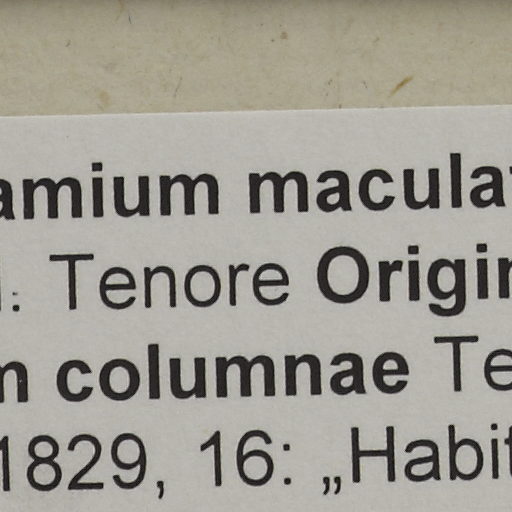 amium maculat
l: Tenore Origin
m columnae Te
1829, 16: „Habit